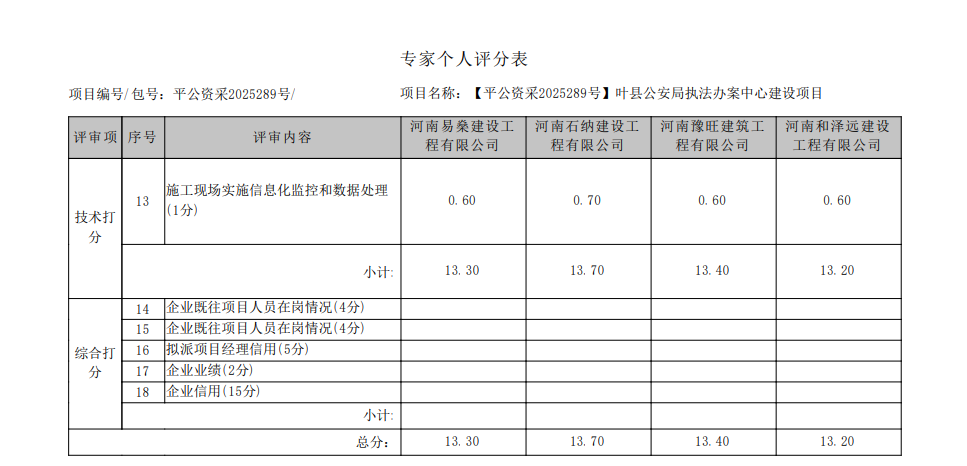 专家个人评分表
项目编号/包号: 平公资采2025289号/ 项目名称: 【平公资采2025289号】叶县公安局执法办案中心建设项目
评审项 序号 评审内容 河南易燊建设工程有限公司 河南石纳建设工程有限公司 河南豫旺建筑工程有限公司 河南和泽远建设工程有限公司
技术打分
13 施工现场实施信息化监控和数据处理(1分) 0.60 0.70 0.60 0.60
小计: 13.30 13.70 13.40 13.20
综合打分
14 企业既往项目人员在岗情况(4分)
15 企业既往项目人员在岗情况(4分)
16 拟派项目经理信用(5分)
17 企业业绩(2分)
18 企业信用(15分)
小计:
总分: 13.30 13.70 13.40 13.20